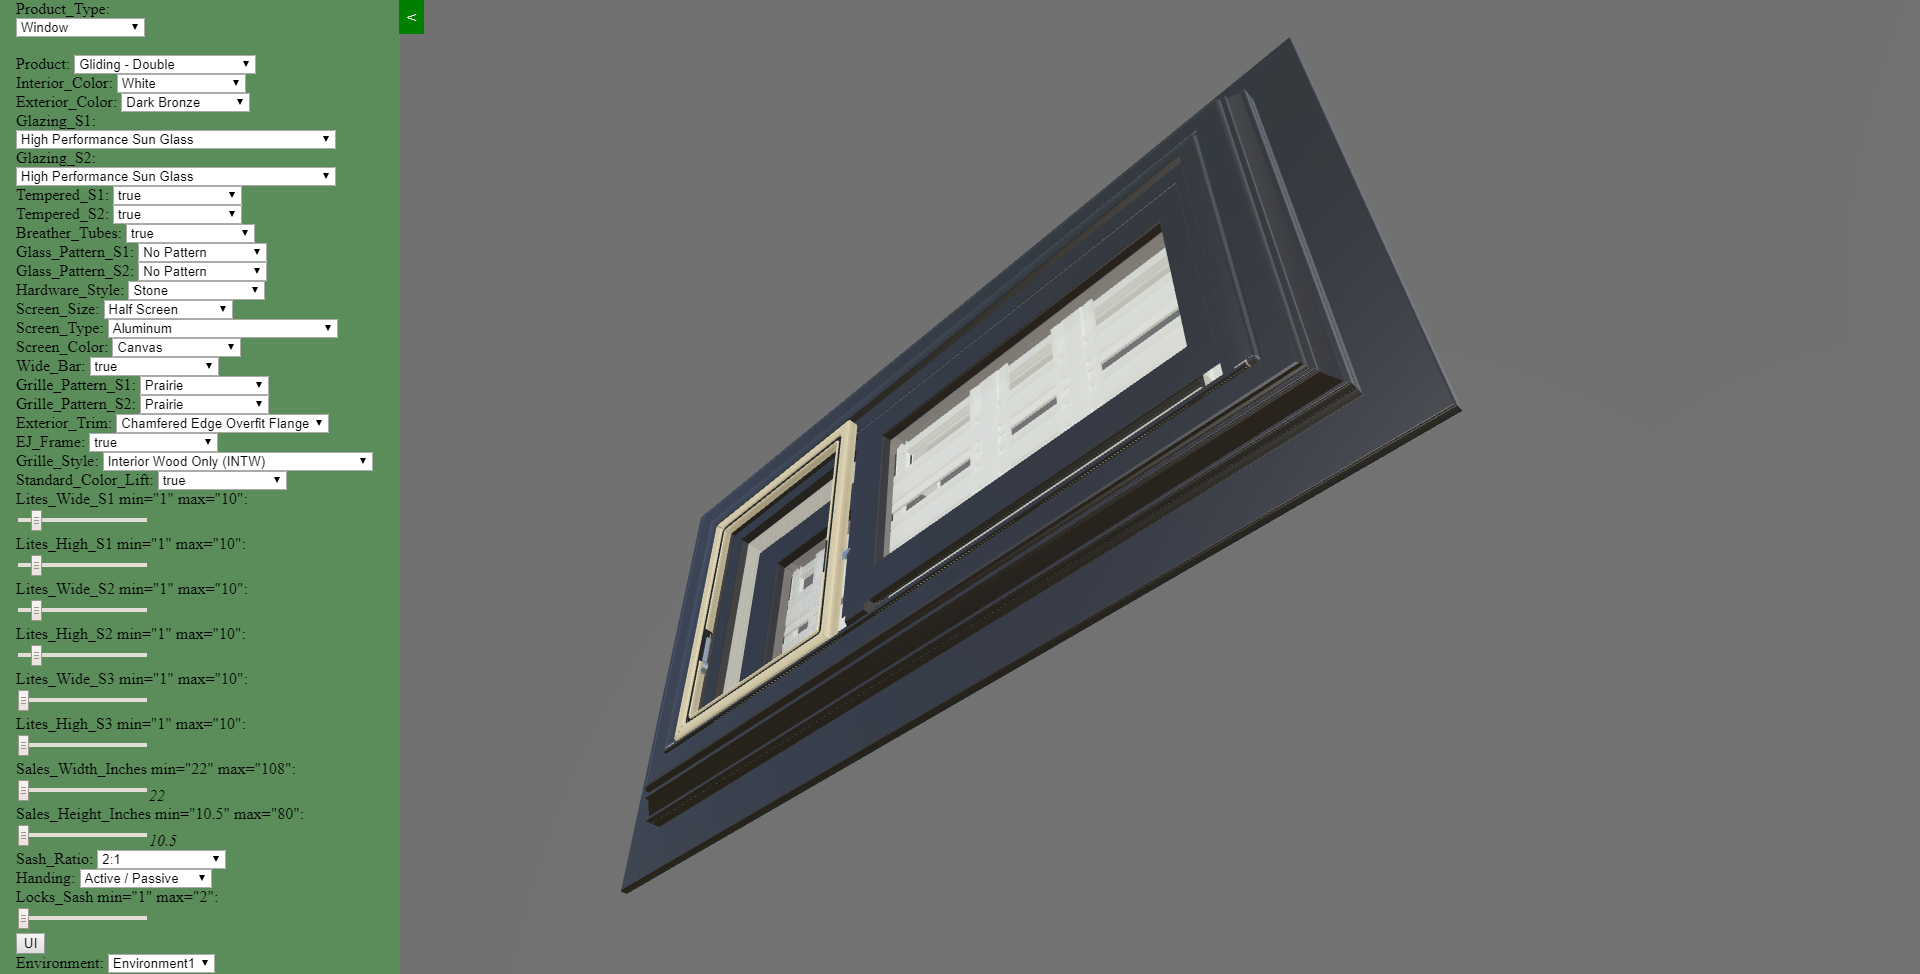 Product_Type:
Window
<
Product: Gliding - Double
Interior_Color: White
Exterior_Color: Dark Bronze
Glazing_S1:
High Performance Sun Glass
Glazing_S2:
High Performance Sun Glass
Tempered_S1: true
Tempered_S2: true
Breather_Tubes: true
Glass_Pattern_S1: No Pattern
Glass_Pattern_S2: No Pattern
Hardware_Style: Stone
Screen_Size: Half Screen
Screen_Type: Aluminum
Screen_Color: Canvas
Wide_Bar: true
Grille_Pattern_S1: Prairie
Grille_Pattern_S2: Prairie
Exterior_Trim: Chamfered Edge Overfit Flange
EJ_Frame: true
Grille_Style: Interior Wood Only (INTW)
Standard_Color_Lift: true
Lites_Wide_S1 min="1" max="10":
Lites_High_S1 min="1" max="10":
Lites_Wide_S2 min="1" max="10":
Lites_High_S2 min="1" max="10":
Lites_Wide_S3 min="1" max="10":
Lites_High_S3 min="1" max="10":
Sales_Width_Inches min="22" max="108":
22
Sales_Height_Inches min="10.5" max="80":
10.5
Sash_Ratio: 2:1
Handing: Active / Passive
Locks_Sash min="1" max="2":
UI
Environment: Environment1